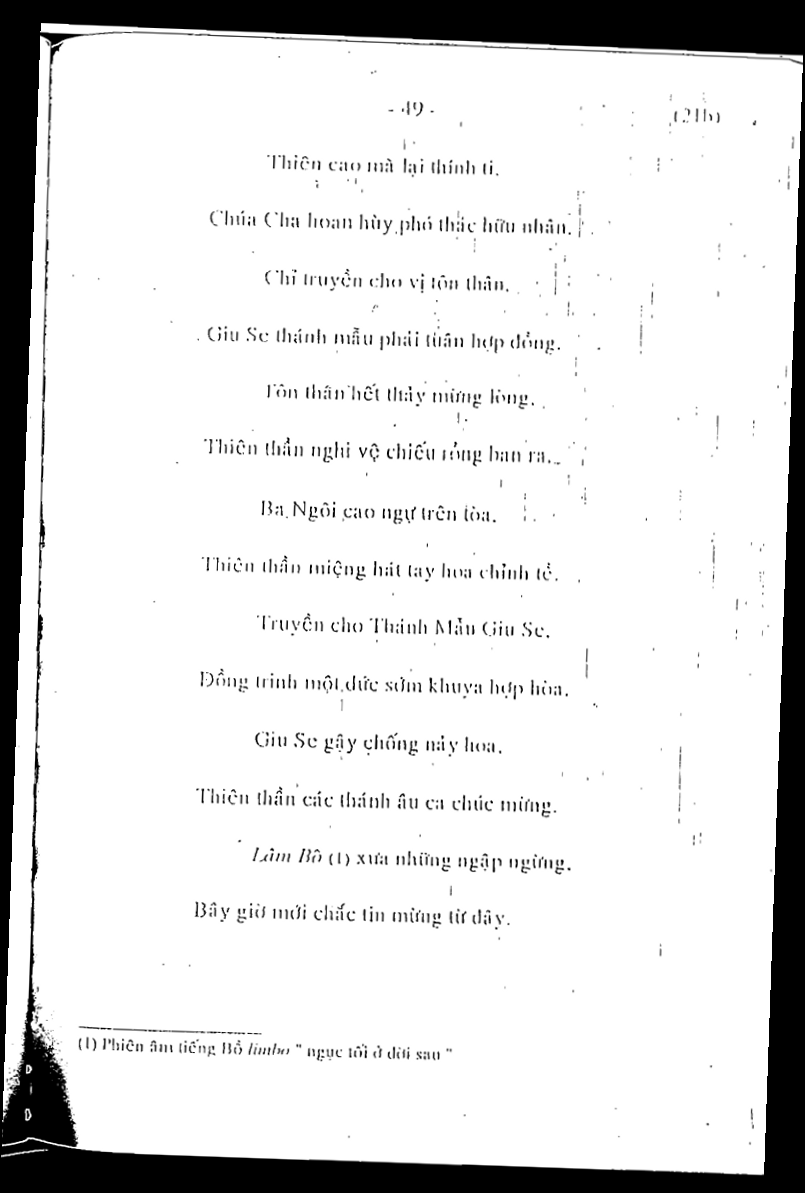 - 49 -
(21b)
Thiên cao mà lại thính ti.
Chúa Cha hoan hùy phó thác hữu nhân.
Chỉ truyền cho vị tôn thân.
Giu Se thánh mẫu phải tuân hợp đồng.
Tôn thân hết thảy mừng lòng.
Thiên thần nghi vệ chiếu rồng ban ra.
Ba Ngôi cao ngự trên tòa.
Thiên thần miệng hát tay hoa chỉnh tề.
Truyền cho Thánh Mẫu Giu Se.
Đồng trinh một đức sớm khuya hợp hòa.
Giu Se gậy chống nảy hoa.
Thiên thần các thánh âu ca chúc mừng.
Lâm Bô (1) xưa những ngập ngừng.
Bây giờ mới chắc tin mừng từ đây.
(1) Phiên âm tiếng Bồ limbo " ngục tối ở đời sau "